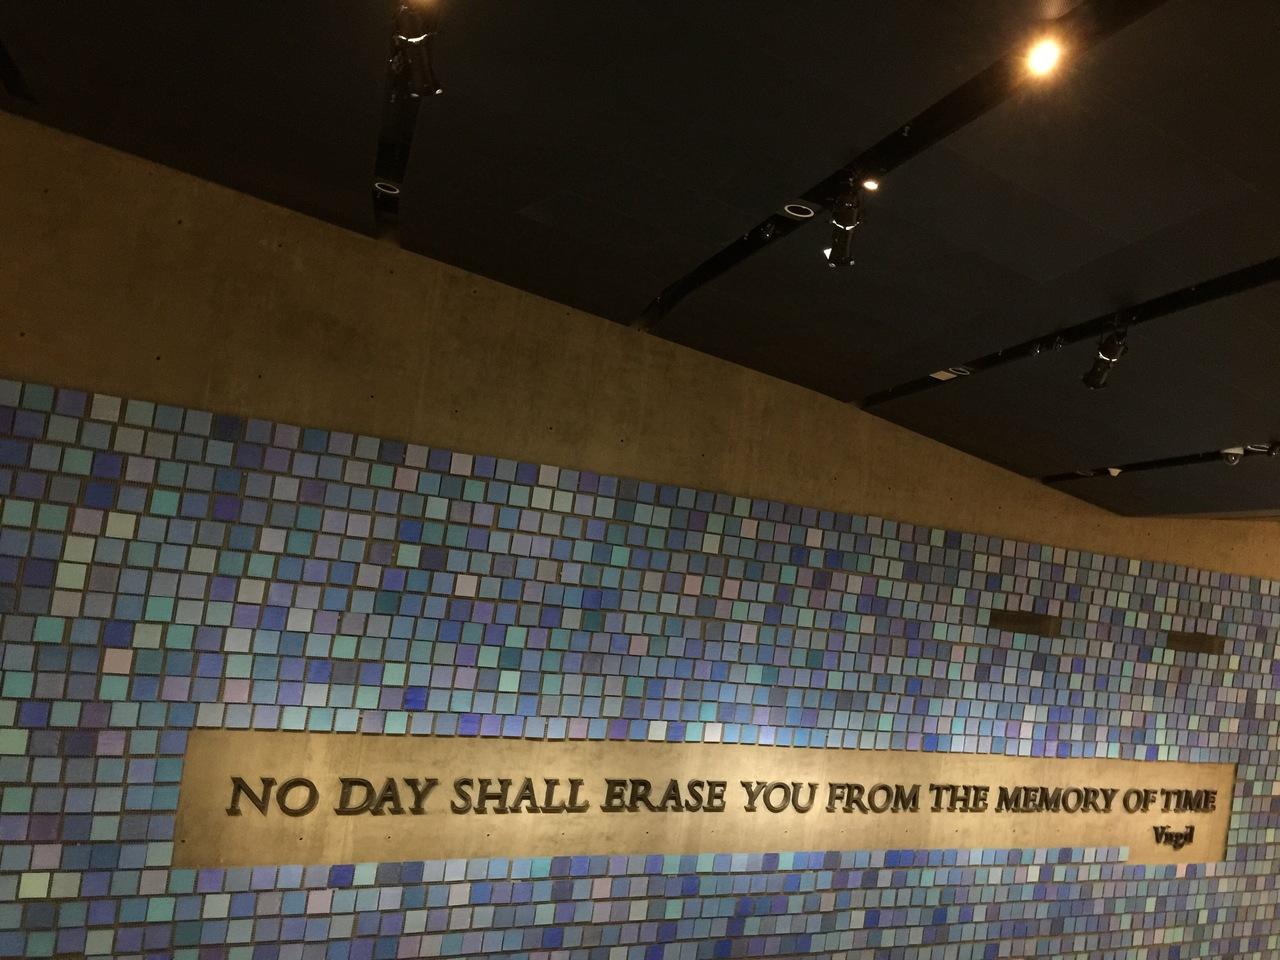 NO DAY SHALL ERASE YOU FROM THE MEMORY OF TIME
Virgil